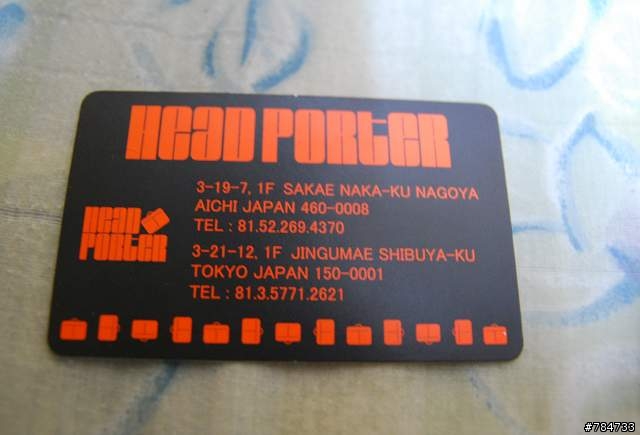 HEAD PORTER
3-19-7, 1F SAKAE NAKA-KU NAGOYA
AICHI JAPAN 460-0008
TEL : 81.52.269.4370
HEAD
PORTER
3-21-12, 1F JINGUMAE SHIBUYA-KU
TOKYO JAPAN 150-0001
TEL : 81.3.5771.2621
#784733